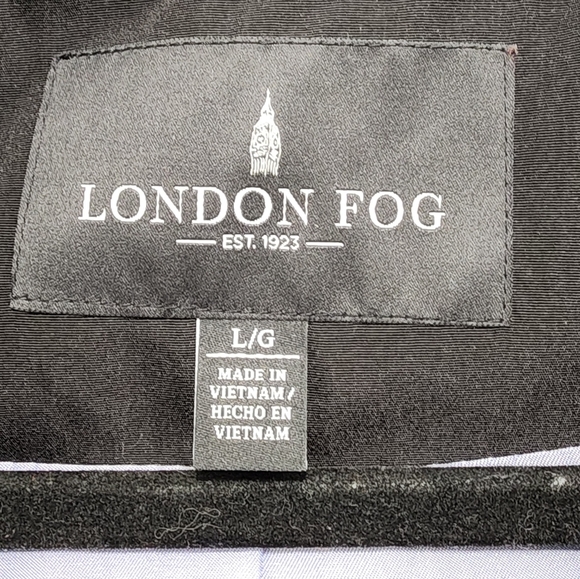 LONDON FOG
EST. 1923
L/G
MADE IN
VIETNAM/
HECHO EN
VIETNAM